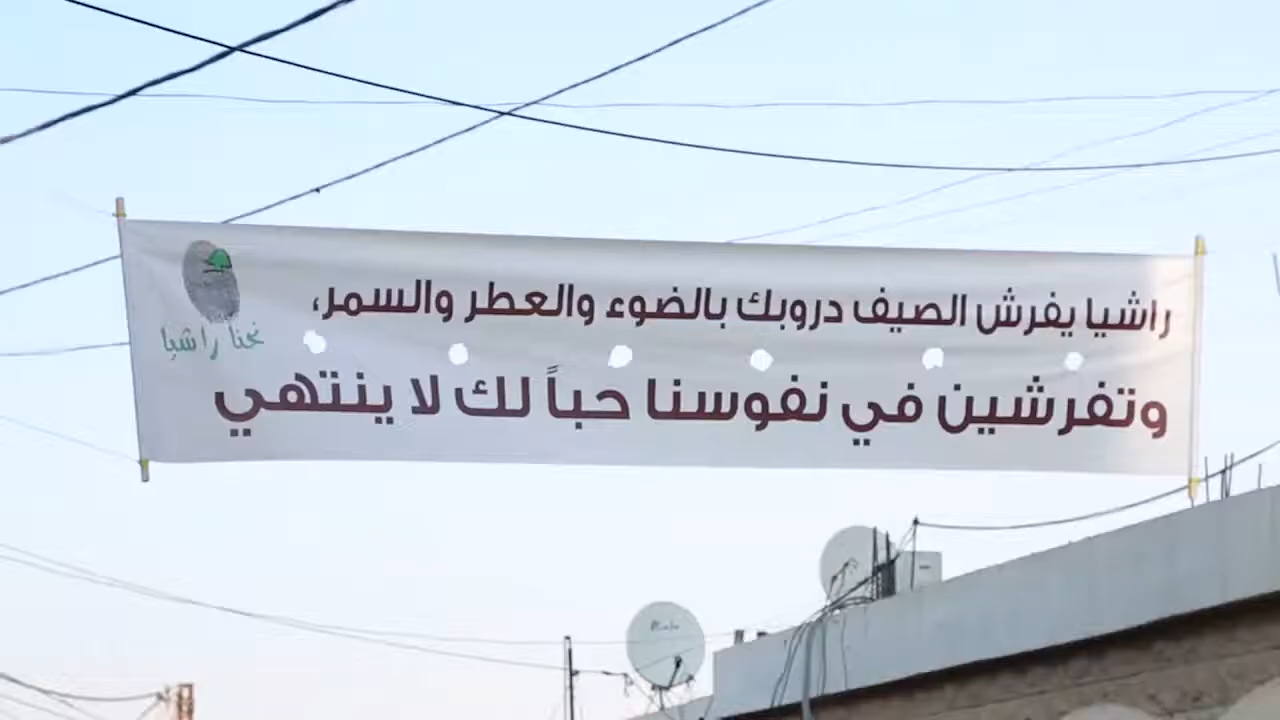 راشيا يفرش الصيف دروبك بالضوء والعطر والسمر،
وتفرشين في نفوسنا حباً لك لا ينتهي
نحنا راشيا